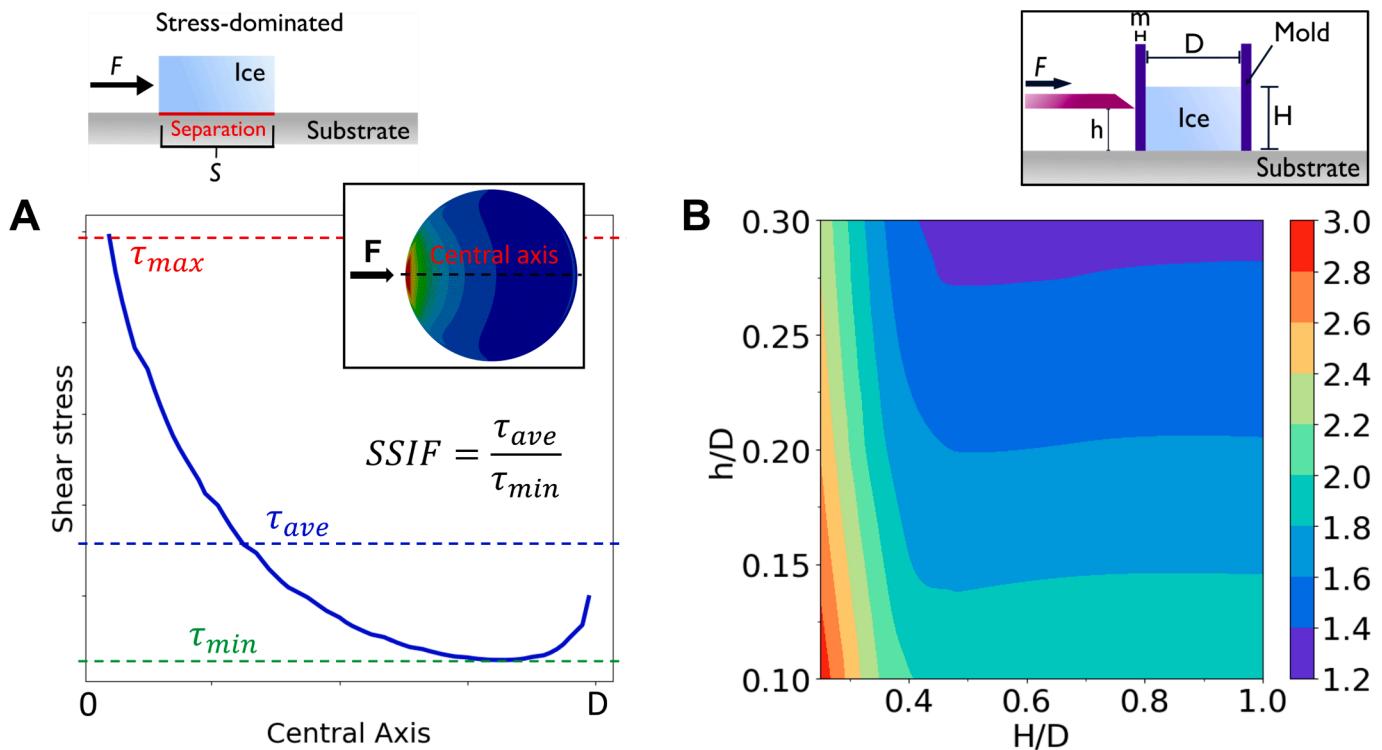 Stress-dominated
F
Ice
Separation
Substrate
S
m
D
Mold
F
h
Ice
H
Substrate
A
τmax
F
Central axis
SSIF = τave / τmin
τave
τmin
Shear stress
0
D
Central Axis
B
0.30
0.25
0.20
0.15
0.10
h/D
0.4
0.6
0.8
1.0
H/D
3.0
2.8
2.6
2.4
2.2
2.0
1.8
1.6
1.4
1.2